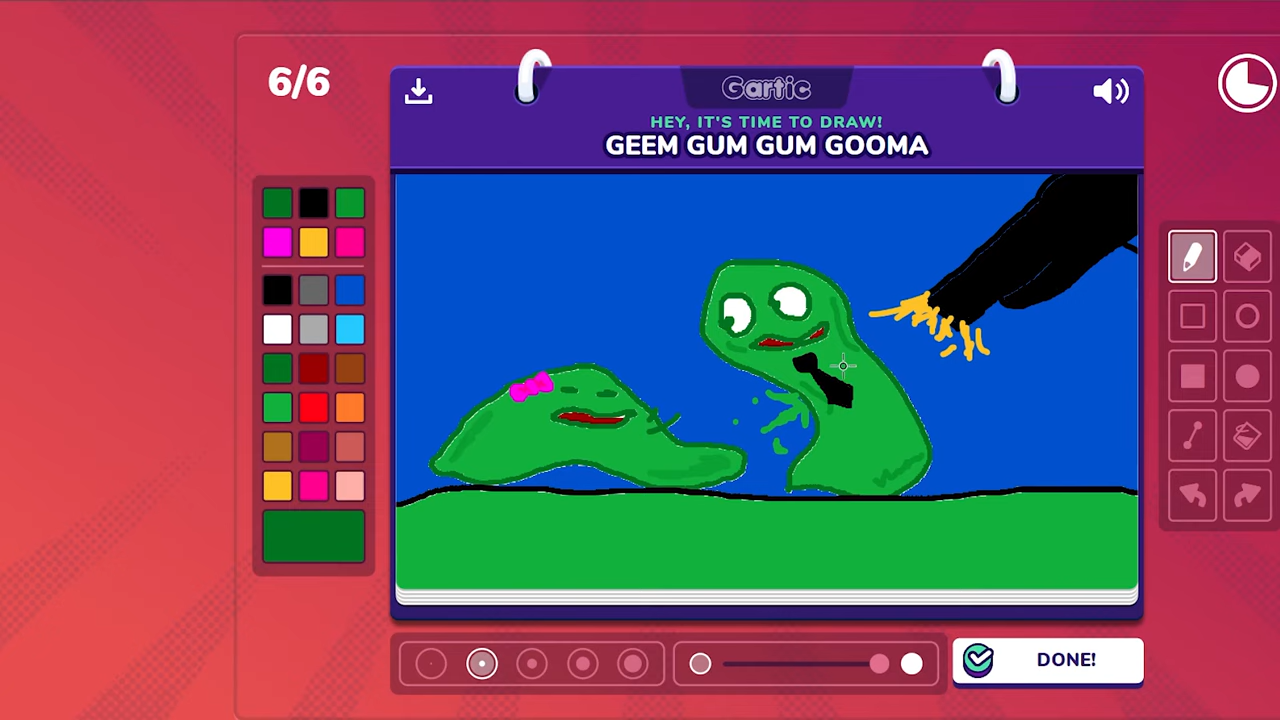 6/6
Gartic
HEY, IT'S TIME TO DRAW!
GEEM GUM GUM GOOMA
DONE!